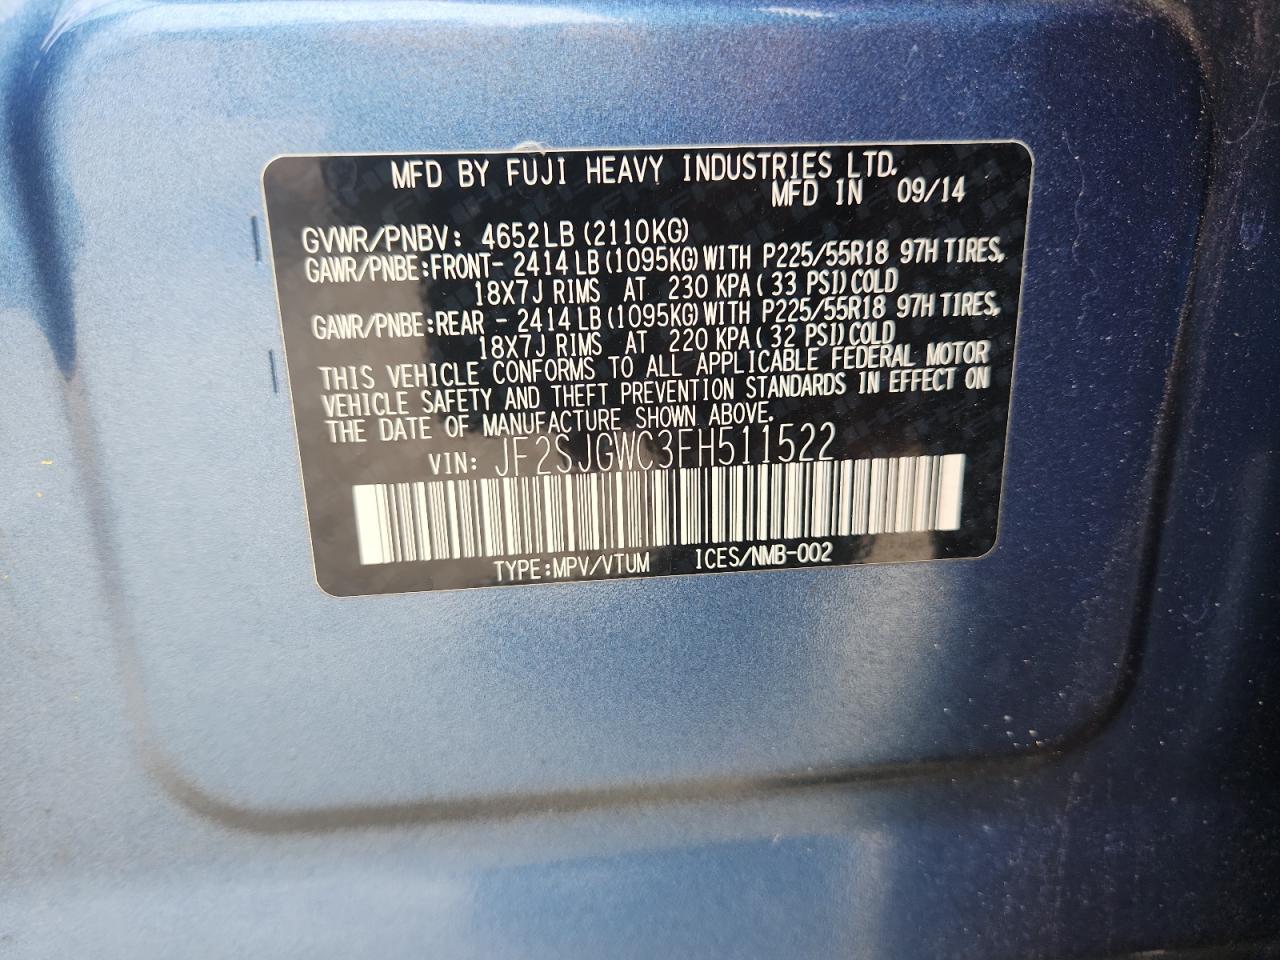 MFD BY FUJI HEAVY INDUSTRIES LTD.
MFD IN 09/14
GVWR/PNBV: 4652LB (2110KG)
GAWR/PNBE:FRONT- 2414LB (1095KG) WITH P225/55R18 97H TIRES,
18X7J RIMS AT 230 KPA ( 33 PSI) COLD
GAWR/PNBE:REAR - 2414LB (1095KG) WITH P225/55R18 97H TIRES,
18X7J RIMS AT 220 KPA ( 32 PSI) COLD
THIS VEHICLE CONFORMS TO ALL APPLICABLE FEDERAL MOTOR
VEHICLE SAFETY AND THEFT PREVENTION STANDARDS IN EFFECT ON
THE DATE OF MANUFACTURE SHOWN ABOVE.
VIN: JF2SJGWC3FH511522
TYPE:MPV/VTUM ICES/NMB-002